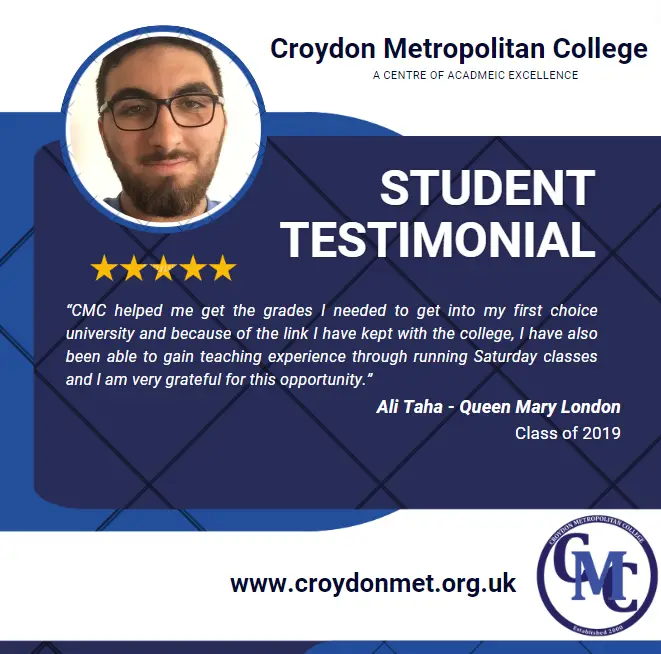 Croydon Metropolitan College
A CENTRE OF ACADMEIC EXCELLENCE
STUDENT
TESTIMONIAL
“CMC helped me get the grades I needed to get into my first choice
university and because of the link I have kept with the college, I have also
been able to gain teaching experience through running Saturday classes
and I am very grateful for this opportunity.”
Ali Taha - Queen Mary London
Class of 2019
www.croydonmet.org.uk
CROYDON METROPOLITAN COLLEGE
CMC
Established 2000